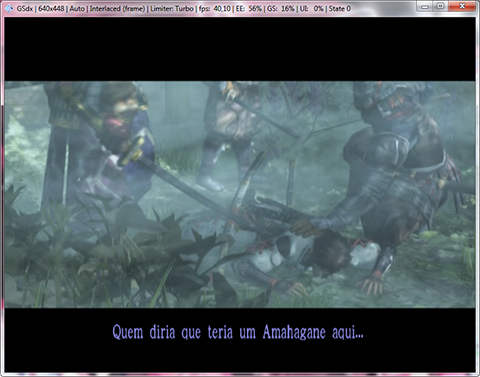 GSdx | 640x448 | Auto | Interlaced (frame) | Limiter: Turbo | fps: 40,10 | EE: 56% | GS: 16% | UI: 0% | State 0
Quem diria que teria um Amahagane aqui...